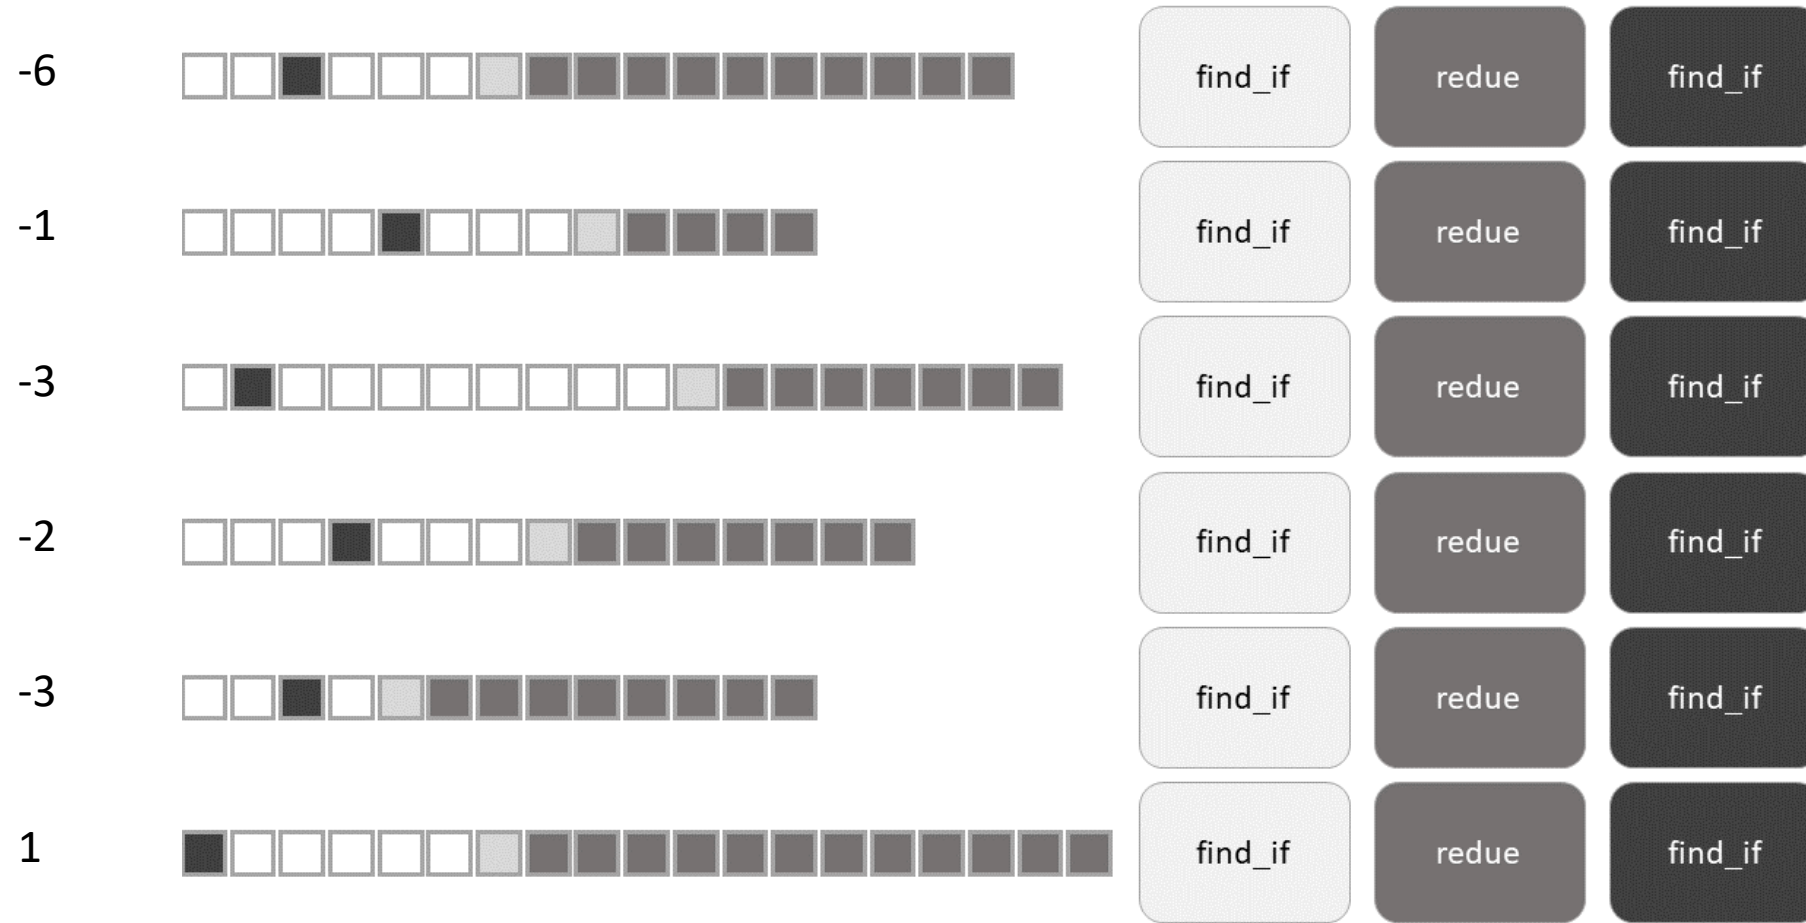 -6 find_if redue find_if
-1 find_if redue find_if
-3 find_if redue find_if
-2 find_if redue find_if
-3 find_if redue find_if
1 find_if redue find_if